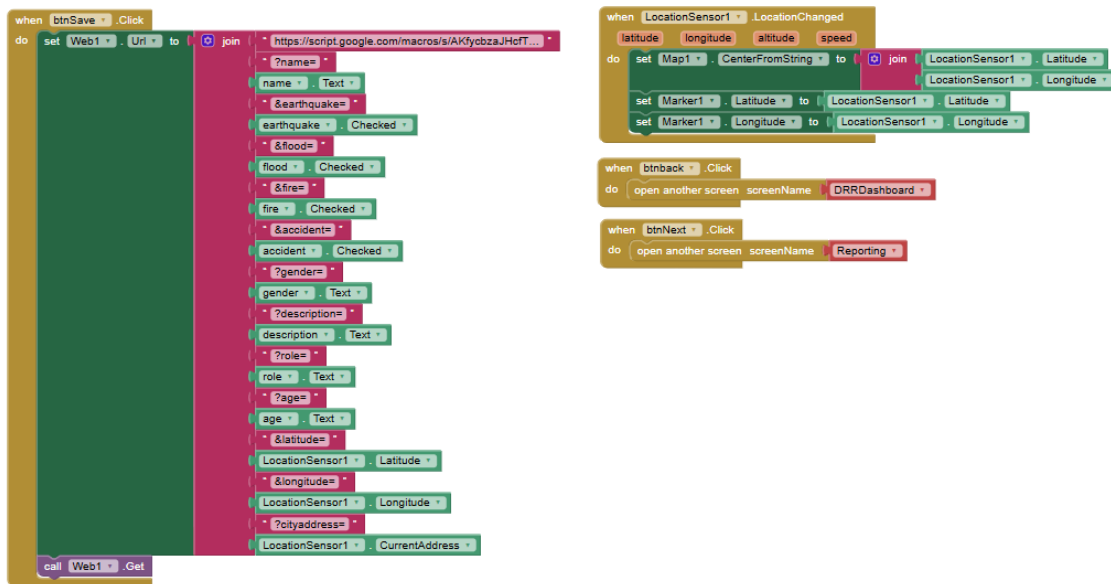 when btnSave .Click
do set Web1 . Url to join " https://script.google.com/macros/s/AKfycbzaJHcfT... "
" ?name= "
name . Text
" &earthquake= "
earthquake . Checked
" &flood= "
flood . Checked
" &fire= "
fire . Checked
" &accident= "
accident . Checked
" ?gender= "
gender . Text
" ?description= "
description . Text
" ?role= "
role . Text
" ?age= "
age . Text
" &latitude= "
LocationSensor1 . Latitude
" &longitude= "
LocationSensor1 . Longitude
" ?cityaddress= "
LocationSensor1 . CurrentAddress
call Web1 .Get
when LocationSensor1 .LocationChanged
latitude longitude altitude speed
do set Map1 . CenterFromString to join LocationSensor1 . Latitude
LocationSensor1 . Longitude
set Marker1 . Latitude to LocationSensor1 . Latitude
set Marker1 . Longitude to LocationSensor1 . Longitude
when btnback .Click
do open another screen screenName DRRDashboard
when btnNext .Click
do open another screen screenName Reporting